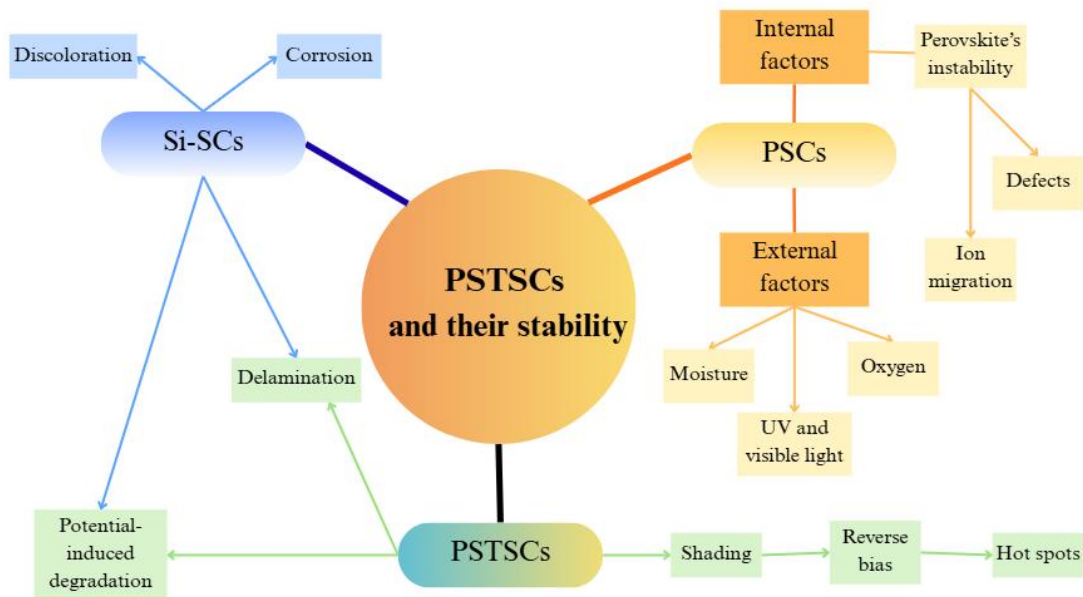 Discoloration
Corrosion
Si-SCs
Internal
factors
Perovskite’s
instability
PSCs
Defects
Ion
migration
External
factors
Moisture
Oxygen
UV and
visible light
PSTSCs
and their stability
Delamination
Potential-
induced
degradation
PSTSCs
Shading
Reverse
bias
Hot spots